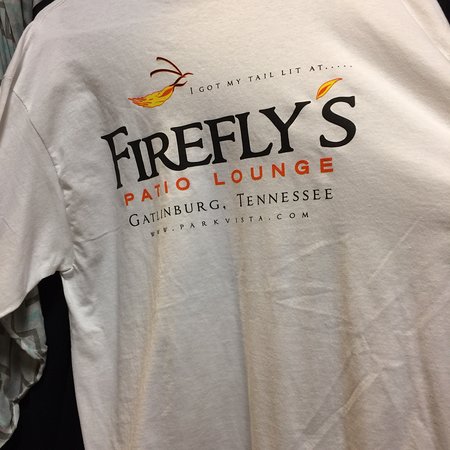 I GOT MY TAIL LIT AT.....
FIREFLY'S
PATIO LOUNGE
GATLINBURG, TENNESSEE
WWW.PARKVISTA.COM